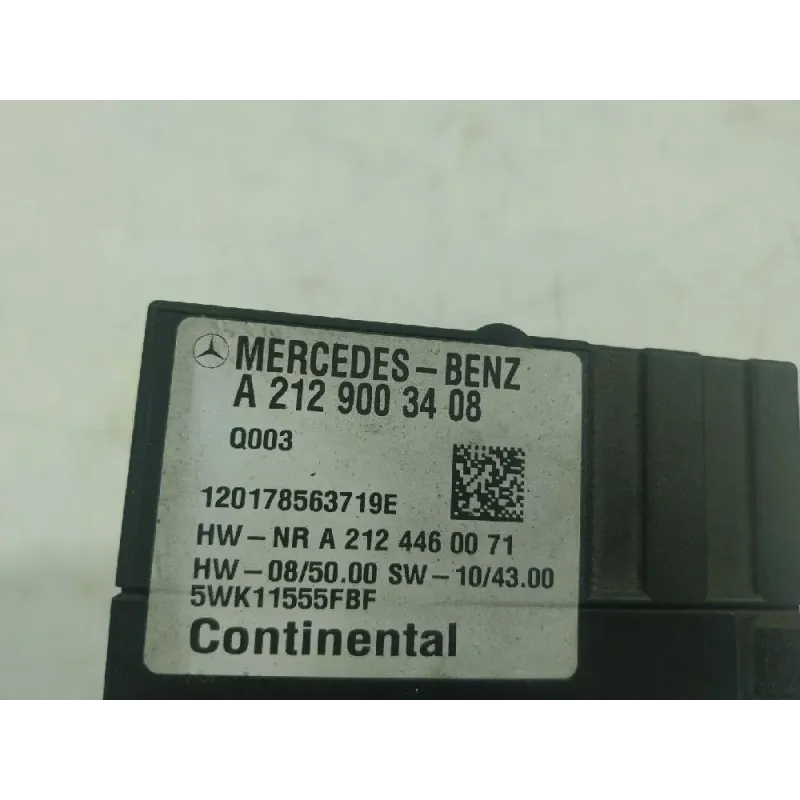 MERCEDES-BENZ
A 212 900 34 08
Q003
120178563719E
HW-NR A 212 446 00 71
HW-08/50.00 SW-10/43.00
5WK11555FBF
Continental